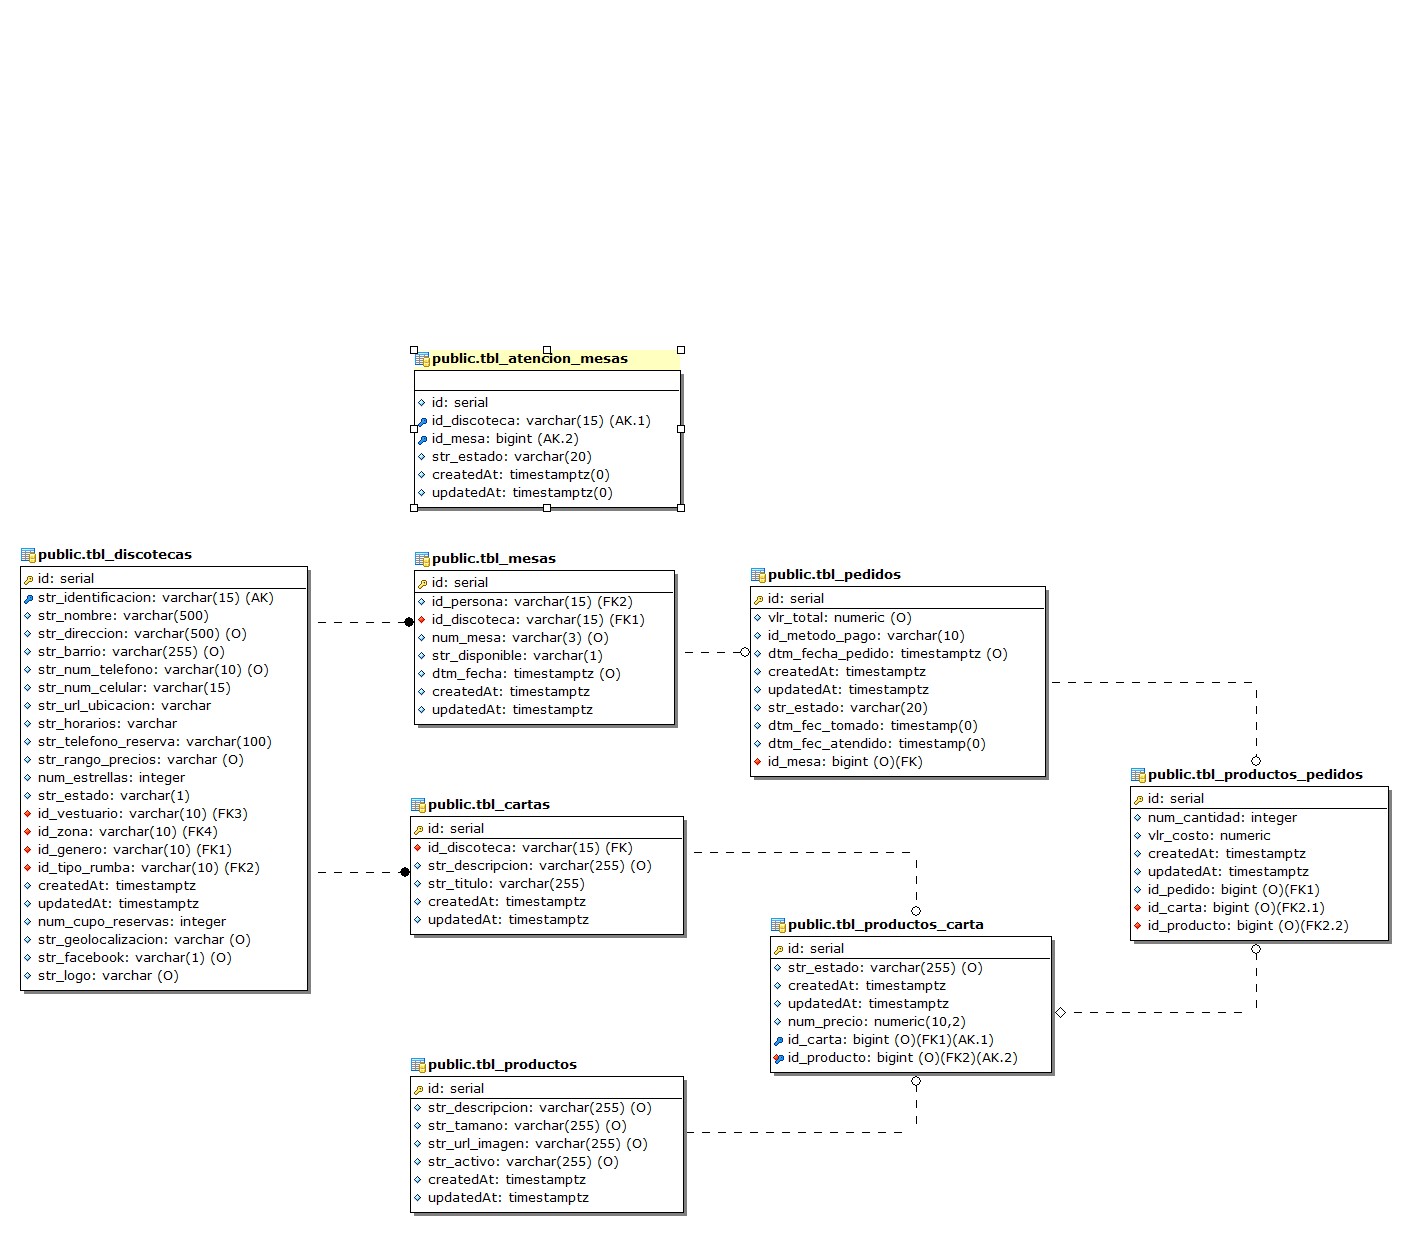 public.tbl_atencion_mesas
id: serial
id_discoteca: varchar(15) (AK.1)
id_mesa: bigint (AK.2)
str_estado: varchar(20)
createdAt: timestamptz(0)
updatedAt: timestamptz(0)
public.tbl_discotecas
id: serial
str_identificacion: varchar(15) (AK)
str_nombre: varchar(500)
str_direccion: varchar(500) (O)
str_barrio: varchar(255) (O)
str_num_telefono: varchar(10) (O)
str_num_celular: varchar(15)
str_url_ubicacion: varchar
str_horarios: varchar
str_telefono_reserva: varchar(100)
str_rango_precios: varchar (O)
num_estrellas: integer
str_estado: varchar(1)
id_vestuario: varchar(10) (FK3)
id_zona: varchar(10) (FK4)
id_genero: varchar(10) (FK1)
id_tipo_rumba: varchar(10) (FK2)
createdAt: timestamptz
updatedAt: timestamptz
num_cupo_reservas: integer
str_geolocalizacion: varchar (O)
str_facebook: varchar(1) (O)
str_logo: varchar (O)
public.tbl_mesas
id: serial
id_persona: varchar(15) (FK2)
id_discoteca: varchar(15) (FK1)
num_mesa: varchar(3) (O)
str_disponible: varchar(1)
dtm_fecha: timestamptz (O)
createdAt: timestamptz
updatedAt: timestamptz
public.tbl_pedidos
id: serial
vlr_total: numeric (O)
id_metodo_pago: varchar(10)
dtm_fecha_pedido: timestamptz (O)
createdAt: timestamptz
updatedAt: timestamptz
str_estado: varchar(20)
dtm_fec_tomado: timestamp(0)
dtm_fec_atendido: timestamp(0)
id_mesa: bigint (O)(FK)
public.tbl_productos_pedidos
id: serial
num_cantidad: integer
vlr_costo: numeric
createdAt: timestamptz
updatedAt: timestamptz
id_pedido: bigint (O)(FK1)
id_carta: bigint (O)(FK2.1)
id_producto: bigint (O)(FK2.2)
public.tbl_cartas
id: serial
id_discoteca: varchar(15) (FK)
str_descripcion: varchar(255) (O)
str_titulo: varchar(255)
createdAt: timestamptz
updatedAt: timestamptz
public.tbl_productos_carta
id: serial
str_estado: varchar(255) (O)
createdAt: timestamptz
updatedAt: timestamptz
num_precio: numeric(10,2)
id_carta: bigint (O)(FK1)(AK.1)
id_producto: bigint (O)(FK2)(AK.2)
public.tbl_productos
id: serial
str_descripcion: varchar(255) (O)
str_tamano: varchar(255) (O)
str_url_imagen: varchar(255) (O)
str_activo: varchar(255) (O)
createdAt: timestamptz
updatedAt: timestamptz